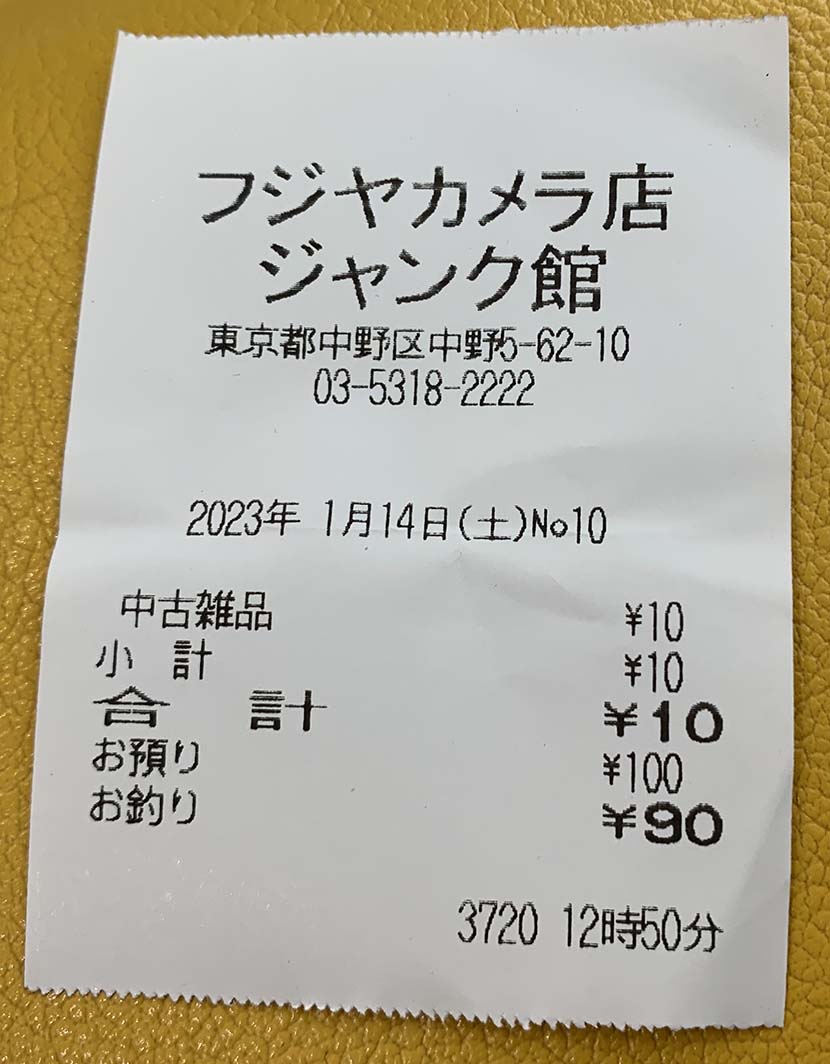 フジヤカメラ店
ジャンク館
東京都中野区中野5-62-10
03-5318-2222
2023年 1月14日(土)No10
中古雑品 ¥10
小 計 ¥10
合 計 ¥10
お預り ¥100
お釣り ¥90
3720 12時50分